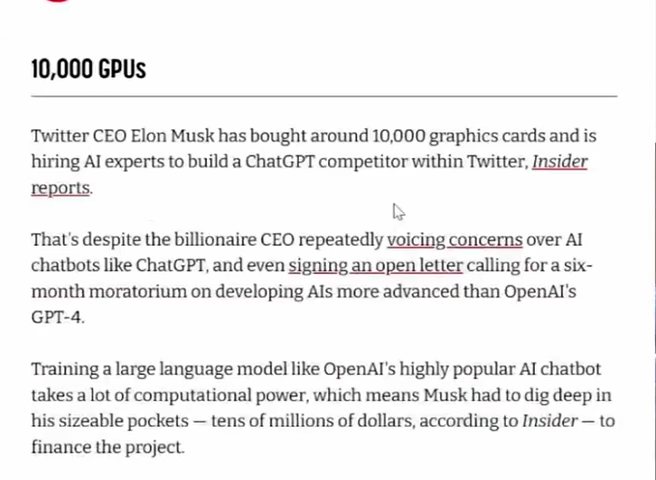 10,000 GPUs
Twitter CEO Elon Musk has bought around 10,000 graphics cards and is
hiring AI experts to build a ChatGPT competitor within Twitter, Insider
reports.
That's despite the billionaire CEO repeatedly voicing concerns over AI
chatbots like ChatGPT, and even signing an open letter calling for a six-
month moratorium on developing AIs more advanced than OpenAI's
GPT-4.
Training a large language model like OpenAI's highly popular AI chatbot
takes a lot of computational power, which means Musk had to dig deep in
his sizeable pockets — tens of millions of dollars, according to Insider — to
finance the project.